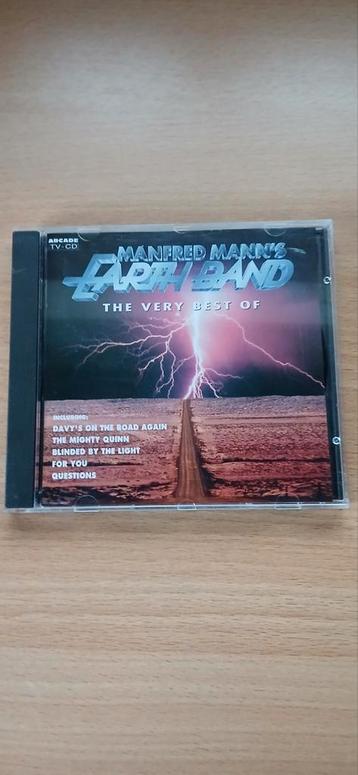 ARCADE
TV-CD
MANFRED MANN'S
EARTH BAND
THE VERY BEST OF
INCLUDING:
DAVY'S ON THE ROAD AGAIN
THE MIGHTY QUINN
BLINDED BY THE LIGHT
FOR YOU
QUESTIONS